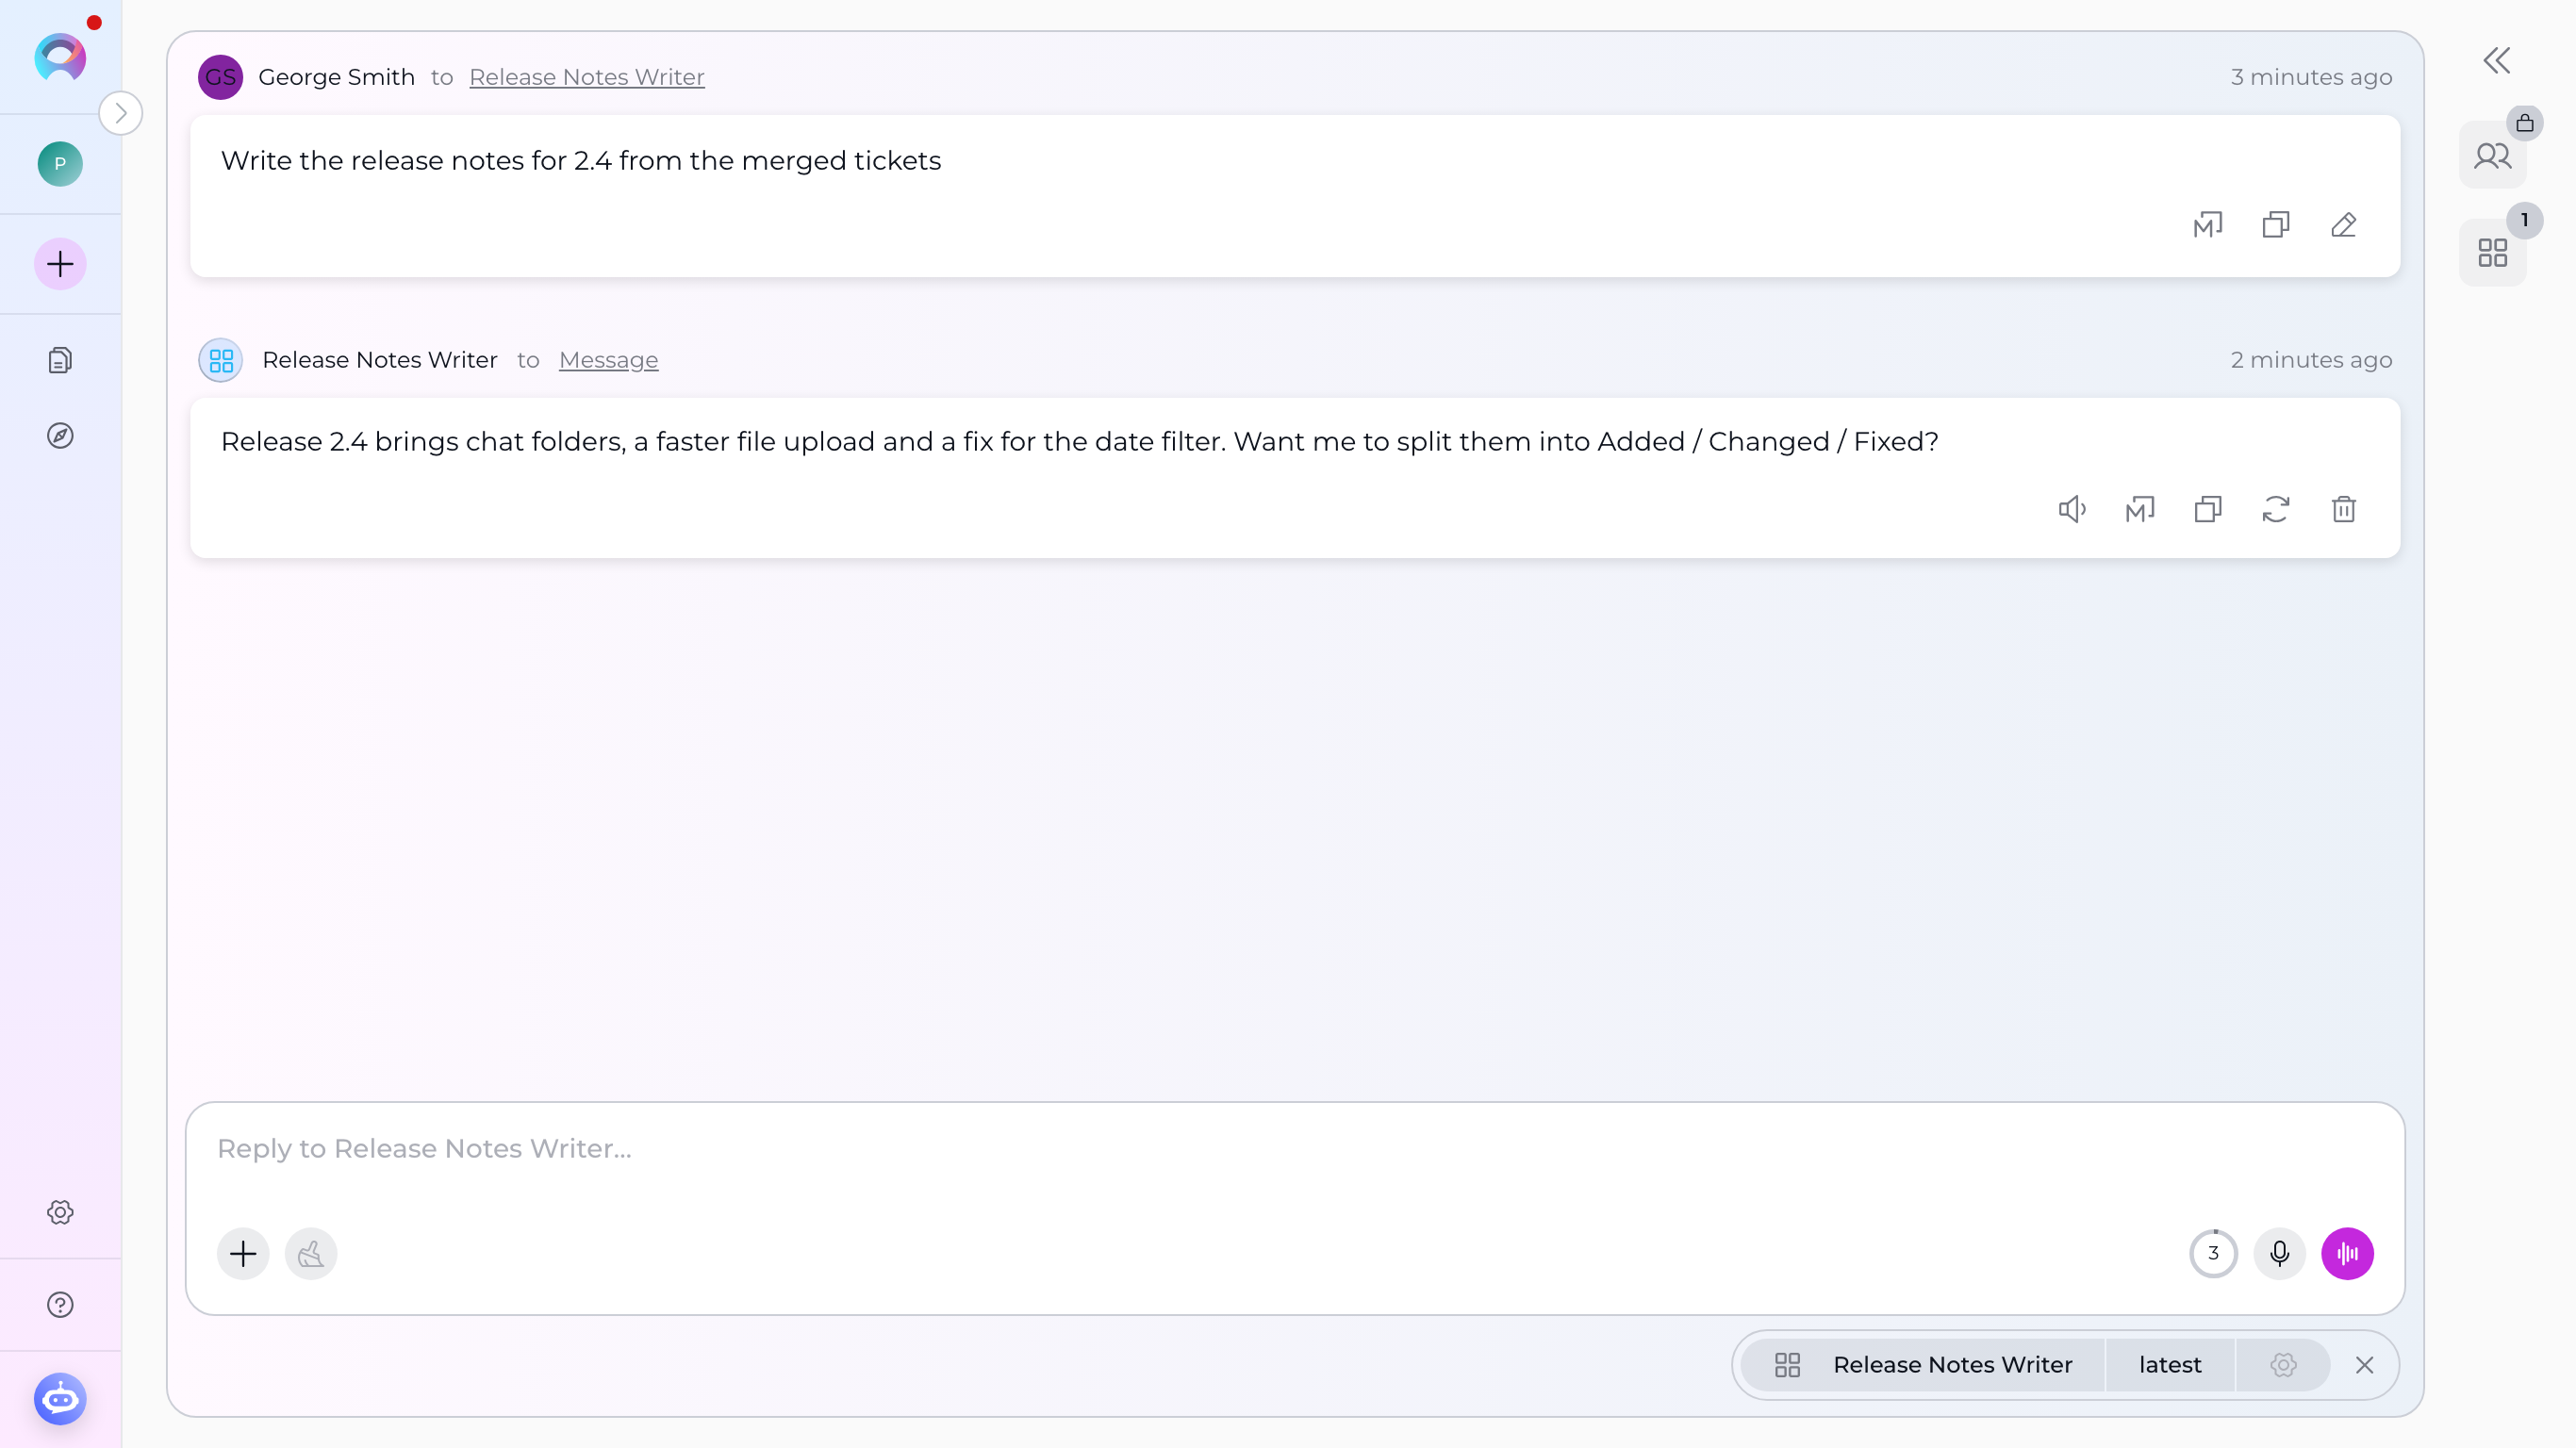 GS George Smith to Release Notes Writer 3 minutes ago
P
Write the release notes for 2.4 from the merged tickets
1
Release Notes Writer to Message 2 minutes ago
Release 2.4 brings chat folders, a faster file upload and a fix for the date filter. Want me to split them into Added / Changed / Fixed?
Reply to Release Notes Writer...
3
Release Notes Writer latest